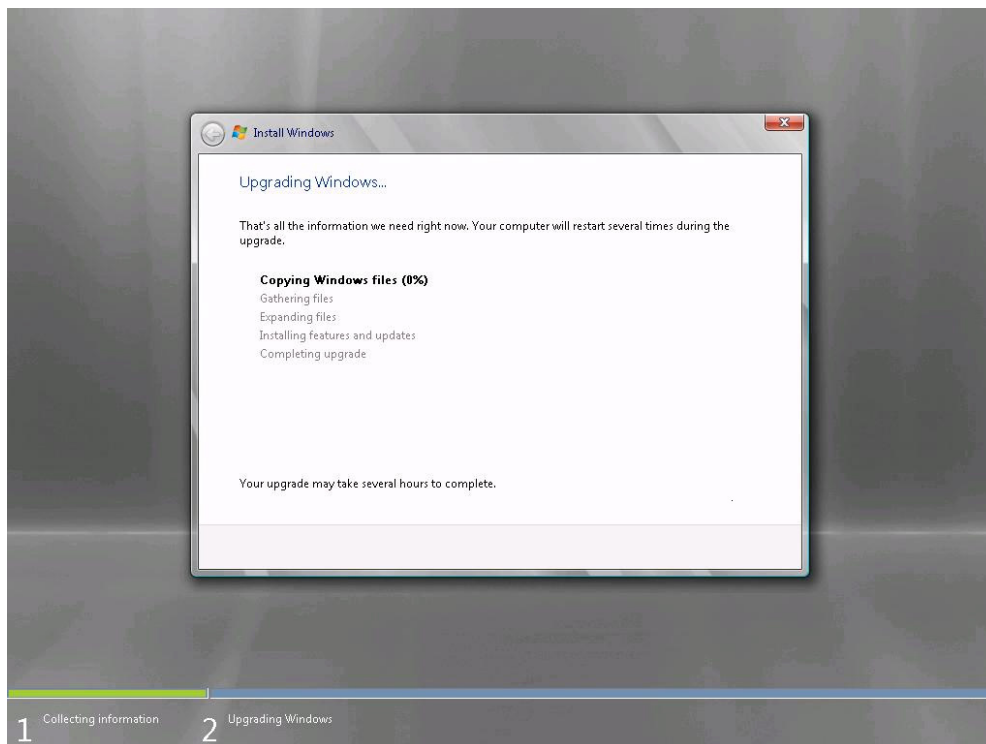 Install Windows
Upgrading Windows...
That's all the information we need right now. Your computer will restart several times during the
upgrade.
Copying Windows files (0%)
Gathering files
Expanding files
Installing features and updates
Completing upgrade
Your upgrade may take several hours to complete.
1 Collecting information
2 Upgrading Windows